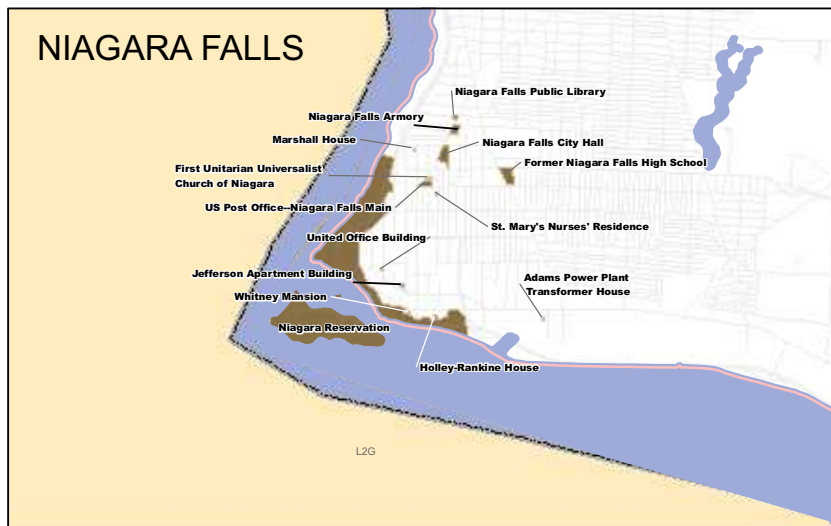 NIAGARA FALLS
Niagara Falls Public Library
Niagara Falls Armory
Marshall House
Niagara Falls City Hall
Former Niagara Falls High School
First Unitarian Universalist
Church of Niagara
US Post Office--Niagara Falls Main
St. Mary's Nurses' Residence
United Office Building
Jefferson Apartment Building
Adams Power Plant
Transformer House
Whitney Mansion
Niagara Reservation
Holley-Rankine House
L2G